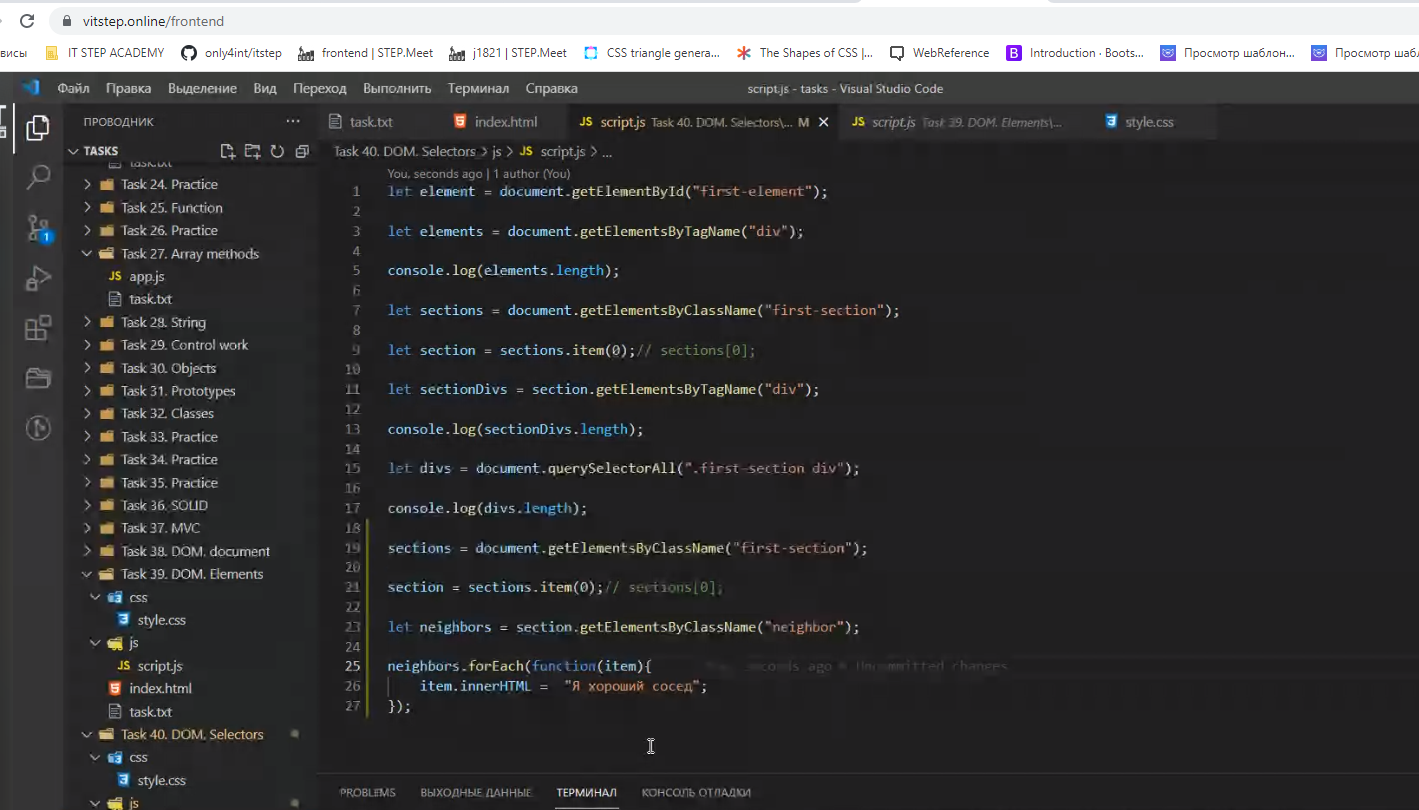 vitstep.online/frontend
висы
IT STEP ACADEMY
only4int/itstep
frontend | STEP.Meet
j1821 | STEP.Meet
CSS triangle genera...
The Shapes of CSS |...
WebReference
B Introduction · Boots...
Просмотр шаблон...
Просмотр шаб
Файл Правка Выделение Вид Переход Выполнить Терминал Справка
script.js - tasks - Visual Studio Code
ПРОВОДНИК ...
task.txt
index.html
JS script.js Task 40. DOM. Selectors\... M
JS script.js Task 39. DOM. Elements\...
style.css
TASKS
Task 40. DOM. Selectors > js > JS script.js > ...
task.txt
Task 24. Practice
Task 25. Function
Task 26. Practice
Task 27. Array methods
JS app.js
task.txt
Task 28. String
Task 29. Control work
Task 30. Objects
Task 31. Prototypes
Task 32. Classes
Task 33. Practice
Task 34. Practice
Task 35. Practice
Task 36. SOLID
Task 37. MVC
Task 38. DOM. document
Task 39. DOM. Elements
css
style.css
js
JS script.js
index.html
task.txt
Task 40. DOM. Selectors
css
style.css
js
1
You, seconds ago | 1 author (You)
1 let element = document.getElementById("first-element");
2
3 let elements = document.getElementsByTagName("div");
4
5 console.log(elements.length);
6
7 let sections = document.getElementsByClassName("first-section");
8
9 let section = sections.item(0);// sections[0];
10
11 let sectionDivs = section.getElementsByTagName("div");
12
13 console.log(sectionDivs.length);
14
15 let divs = document.querySelectorAll(".first-section div");
16
17 console.log(divs.length);
18
19 sections = document.getElementsByClassName("first-section");
20
21 section = sections.item(0);// sections[0];
22
23 let neighbors = section.getElementsByClassName("neighbor");
24
25 neighbors.forEach(function(item){ You, seconds ago • Uncommitted changes
26 item.innerHTML = "Я хороший сосед";
27 });
PROBLEMS ВЫХОДНЫЕ ДАННЫЕ ТЕРМИНАЛ КОНСОЛЬ ОТЛАДКИ